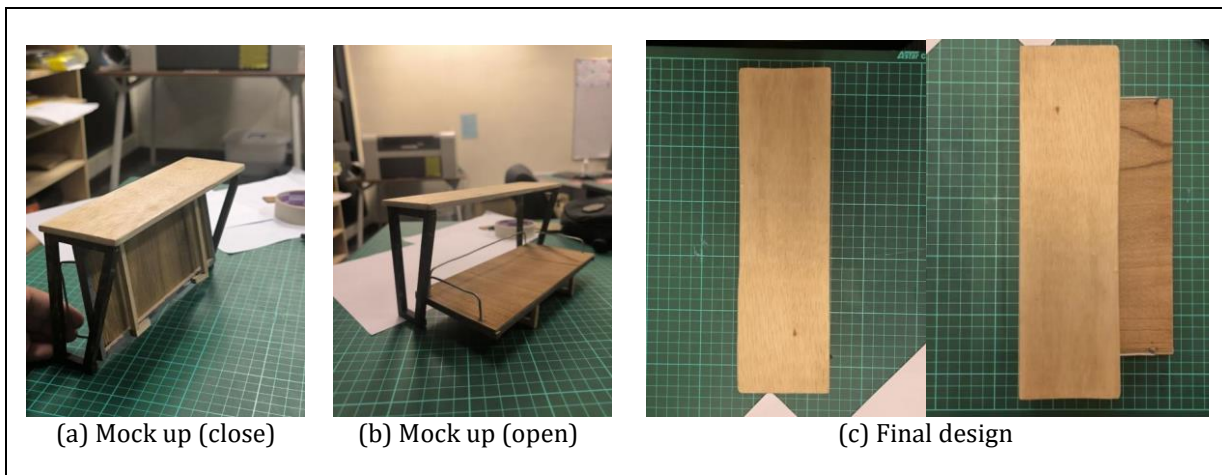 (a) Mock up (close)
(b) Mock up (open)
(c) Final design